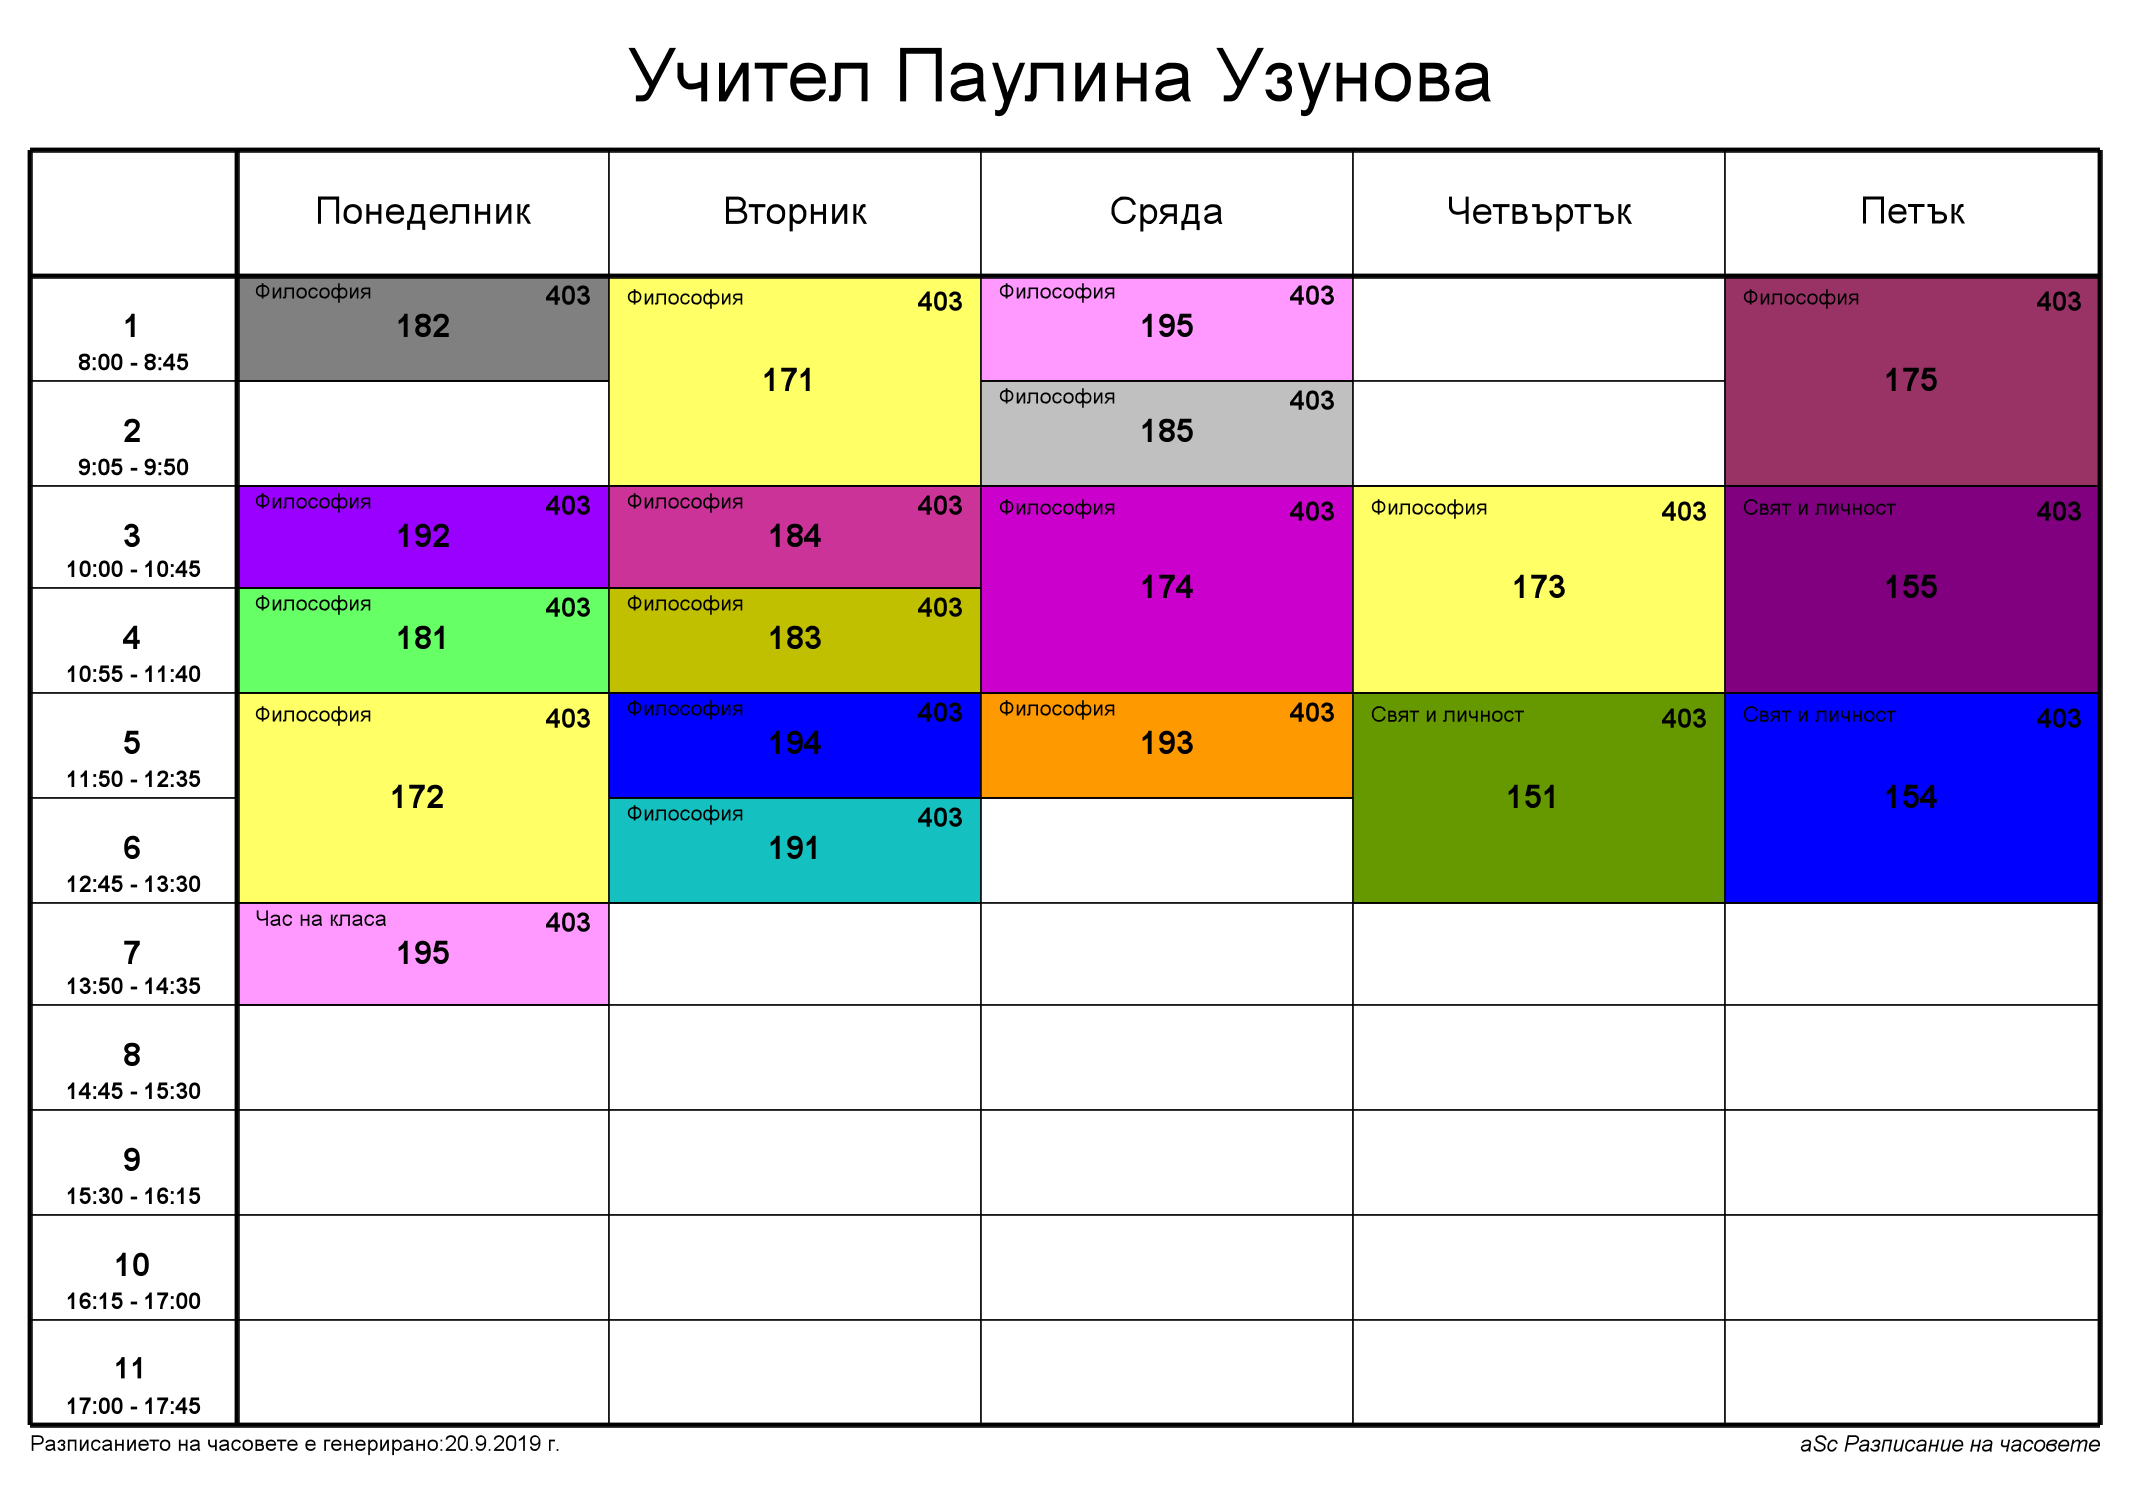 Учител Паулина Узунова
Понеделник Вторник Сряда Четвъртък Петък
1
8:00 - 8:45
Философия 403
182
Философия 403
171
Философия 403
195
Философия 403
175
2
9:05 - 9:50
Философия 403
185
3
10:00 - 10:45
Философия 403
192
Философия 403
184
Философия 403
174
Философия 403
173
Свят и личност 403
155
4
10:55 - 11:40
Философия 403
181
Философия 403
183
5
11:50 - 12:35
Философия 403
172
Философия 403
194
Философия 403
193
Свят и личност 403
151
Свят и личност 403
154
6
12:45 - 13:30
Философия 403
191
7
13:50 - 14:35
Час на класа 403
195
8
14:45 - 15:30
9
15:30 - 16:15
10
16:15 - 17:00
11
17:00 - 17:45
Разписанието на часовете е генерирано:20.9.2019 г.
aSc Разписание на часовете